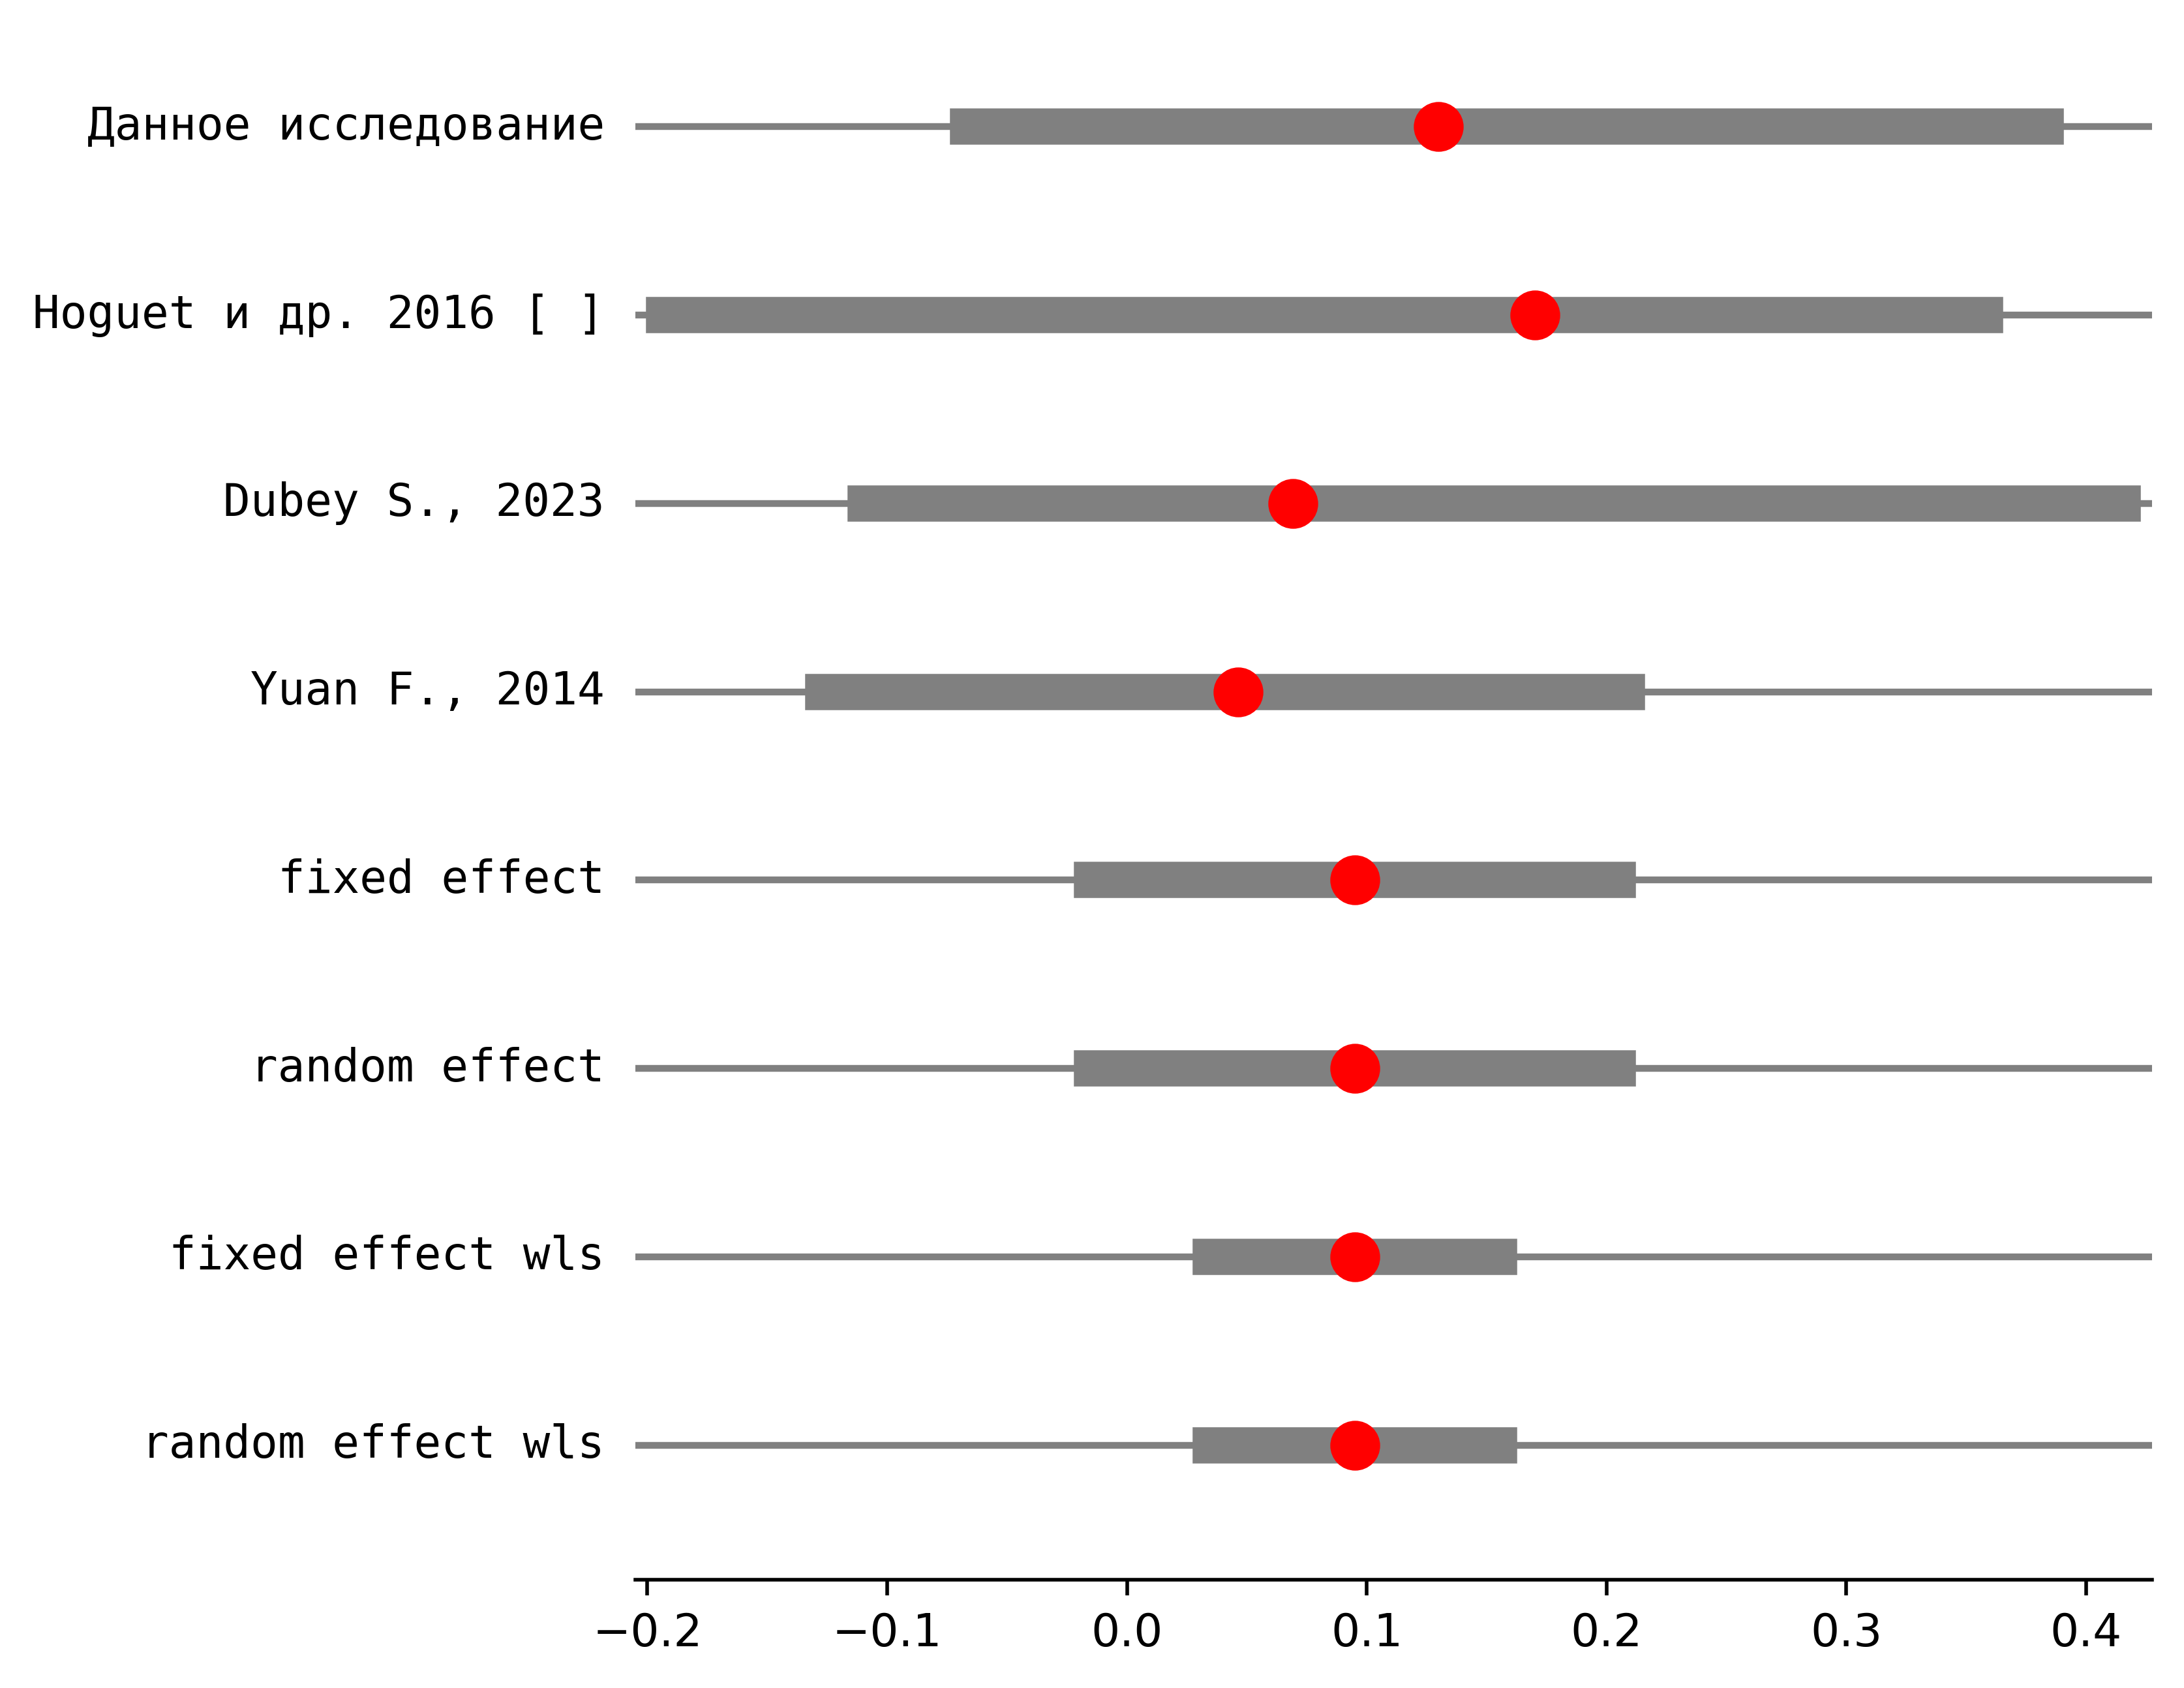 Данное исследование
Hoguet и др. 2016 [ ]
Dubey S., 2023
Yuan F., 2014
fixed effect
random effect
fixed effect wls
random effect wls
−0.2 −0.1 0.0 0.1 0.2 0.3 0.4